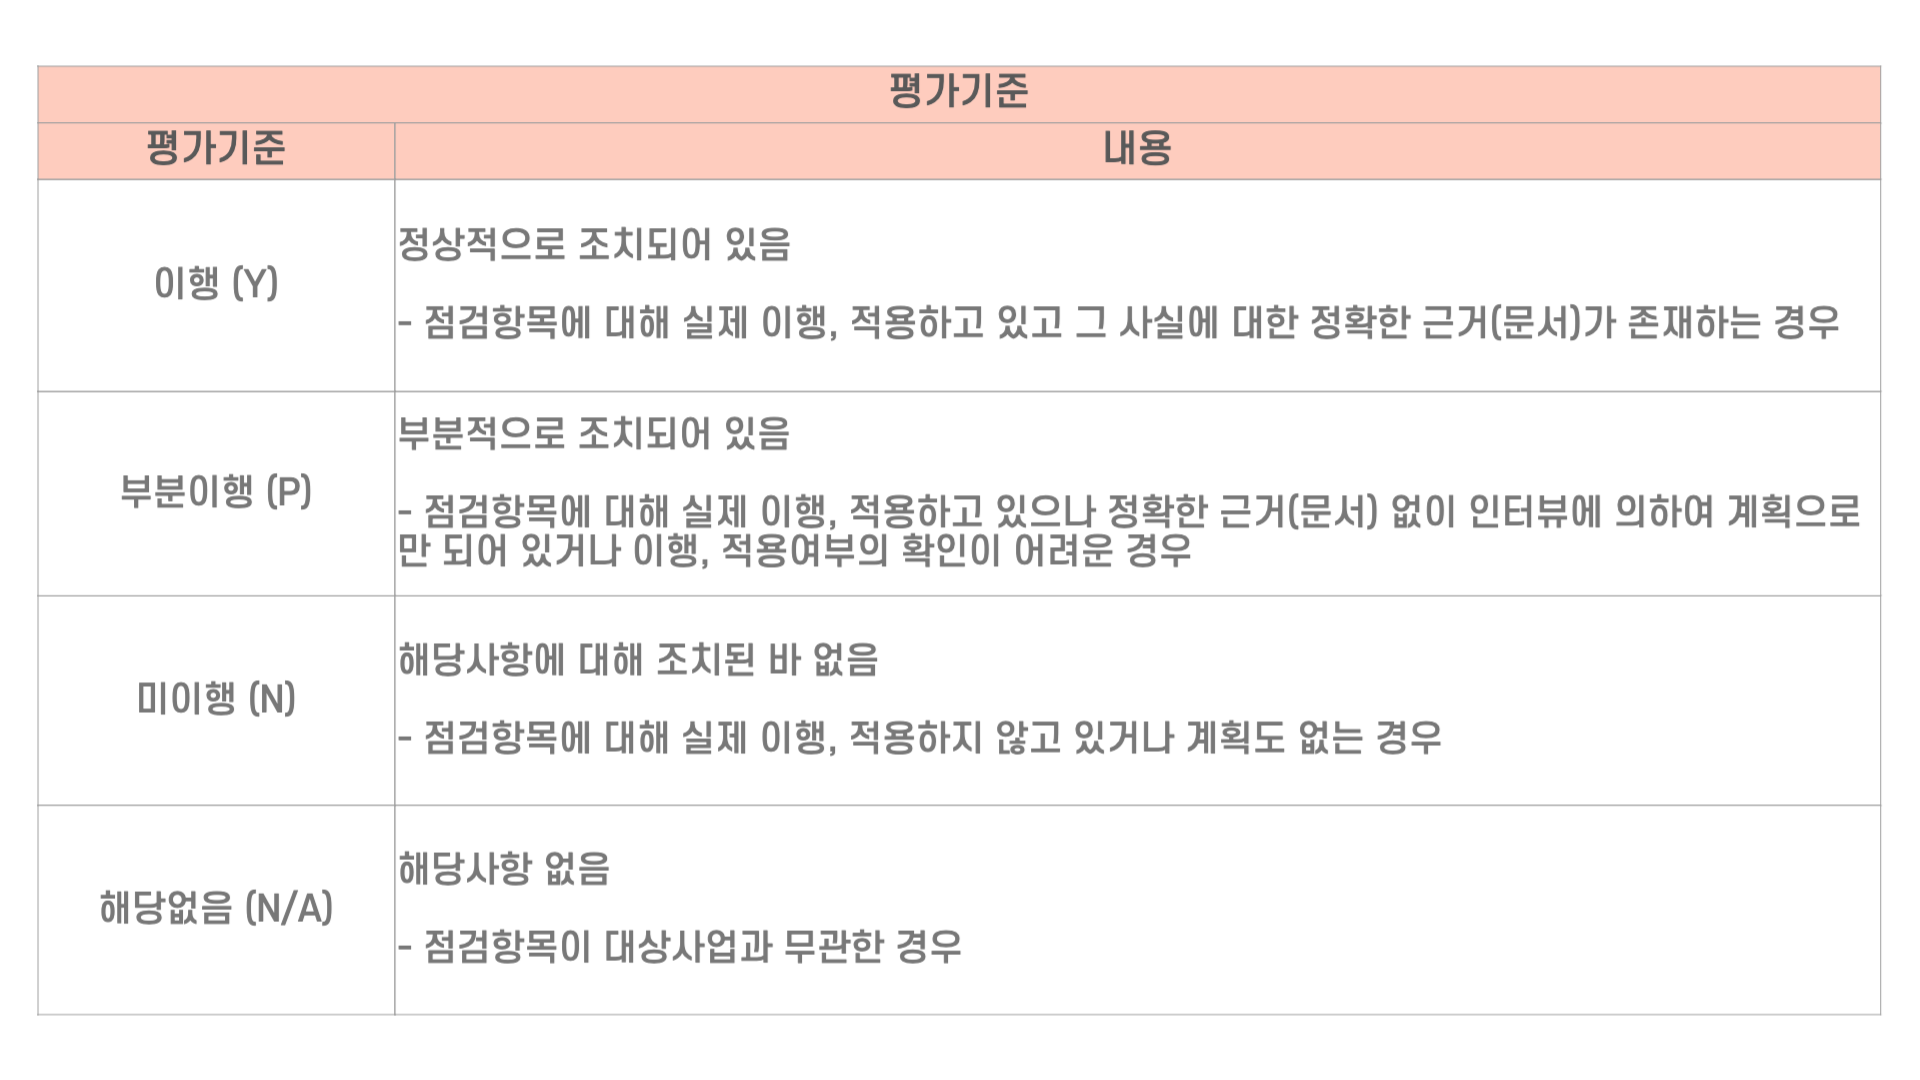 평가기준
평가기준
내용
이행 (Y)
정상적으로 조치되어 있음
- 점검항목에 대해 실제 이행, 적용하고 있고 그 사실에 대한 정확한 근거(문서)가 존재하는 경우
부분이행 (P)
부분적으로 조치되어 있음
- 점검항목에 대해 실제 이행, 적용하고 있으나 정확한 근거(문서) 없이 인터뷰에 의하여 계획으로
만 되어 있거나 이행, 적용여부의 확인이 어려운 경우
미이행 (N)
해당사항에 대해 조치된 바 없음
- 점검항목에 대해 실제 이행, 적용하지 않고 있거나 계획도 없는 경우
해당없음 (N/A)
해당사항 없음
- 점검항목이 대상사업과 무관한 경우